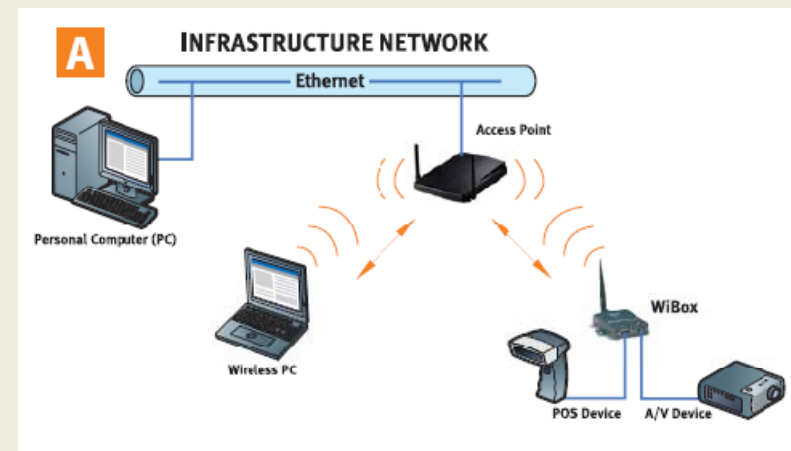 A
INFRASTRUCTURE NETWORK
Ethernet
Access Point
Personal Computer (PC)
Wireless PC
WiBox
POS Device
A/V Device